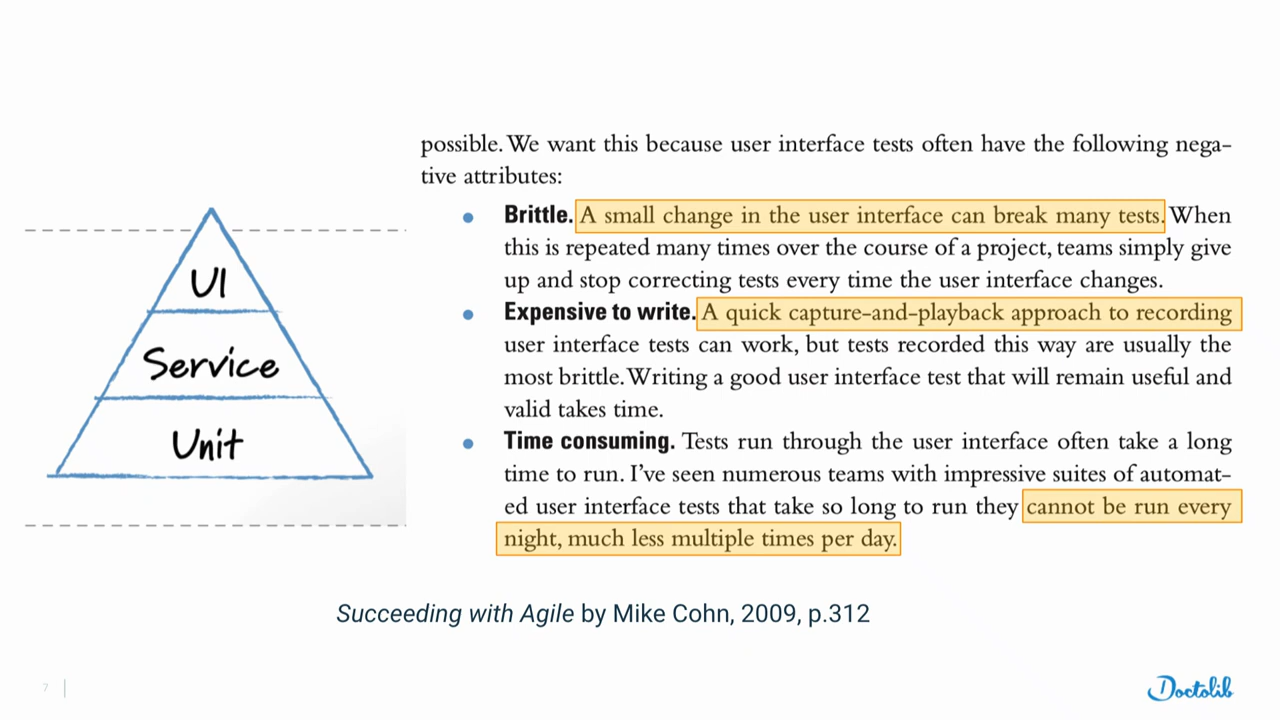 possible. We want this because user interface tests often have the following nega-
tive attributes:
• Brittle. A small change in the user interface can break many tests. When
this is repeated many times over the course of a project, teams simply give
up and stop correcting tests every time the user interface changes.
• Expensive to write. A quick capture-and-playback approach to recording
user interface tests can work, but tests recorded this way are usually the
most brittle. Writing a good user interface test that will remain useful and
valid takes time.
• Time consuming. Tests run through the user interface often take a long
time to run. I've seen numerous teams with impressive suites of automat-
ed user interface tests that take so long to run they cannot be run every
night, much less multiple times per day.
UI
Service
Unit
Succeeding with Agile by Mike Cohn, 2009, p.312
7
Doctolib